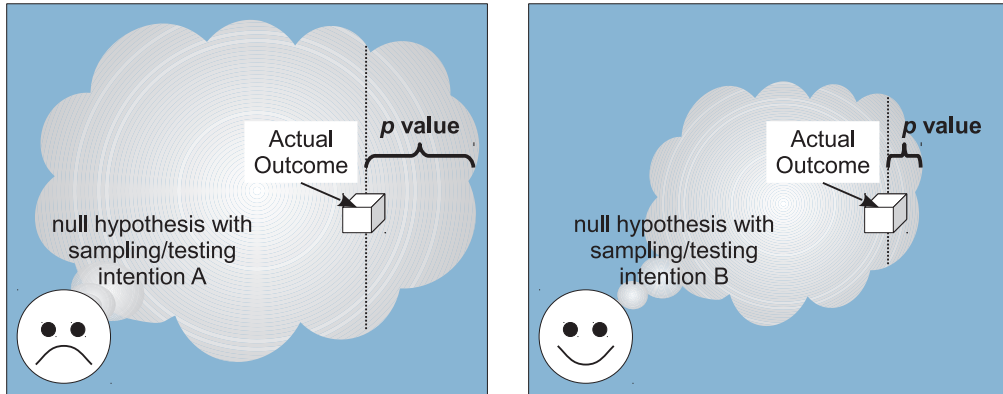 p value
Actual
Outcome
null hypothesis with
sampling/testing
intention A
p value
Actual
Outcome
null hypothesis with
sampling/testing
intention B